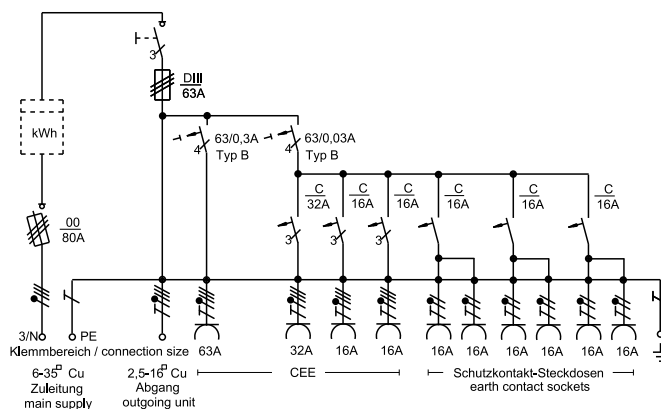 3
DIII
63A
kWh
63/0,3A
4
Typ B
63/0,03A
4
Typ B
00
80A
C
32A
C
16A
C
16A
C
16A
C
16A
C
16A
3
3
3
3/N
PE
Klemmbereich / connection size
63A
32A
16A
16A
16A
16A
16A
16A
16A
16A
6-35□ Cu
Zuleitung
main supply
2,5-16□ Cu
Abgang
outgoing unit
CEE
Schutzkontakt-Steckdosen
earth contact sockets